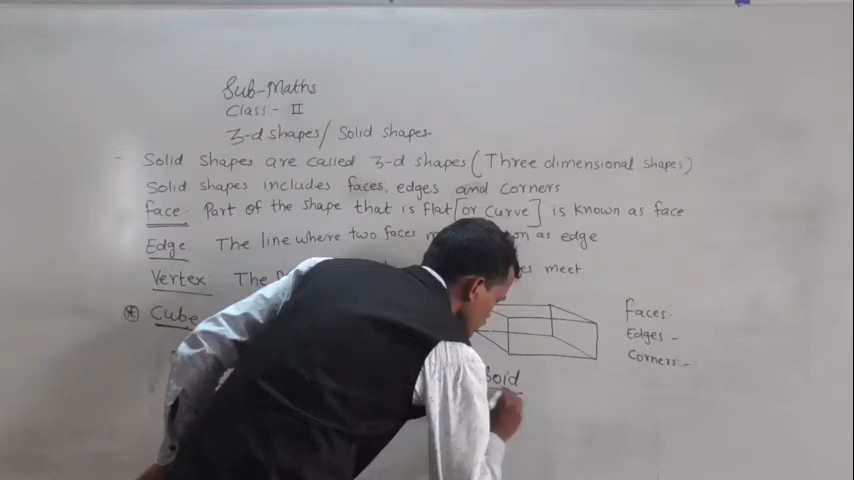 Sub-Maths
Class - II
3-d shapes/ Solid shapes
- Solid shapes are called 3-d shapes (Three dimensional shapes)
Solid shapes includes faces, edges and corners
face- Part of the shape that is flat [or curve] is known as face
Edge. The line where two faces as edge
Vertex The meet
* Cube
faces.
Edges -
Corners -